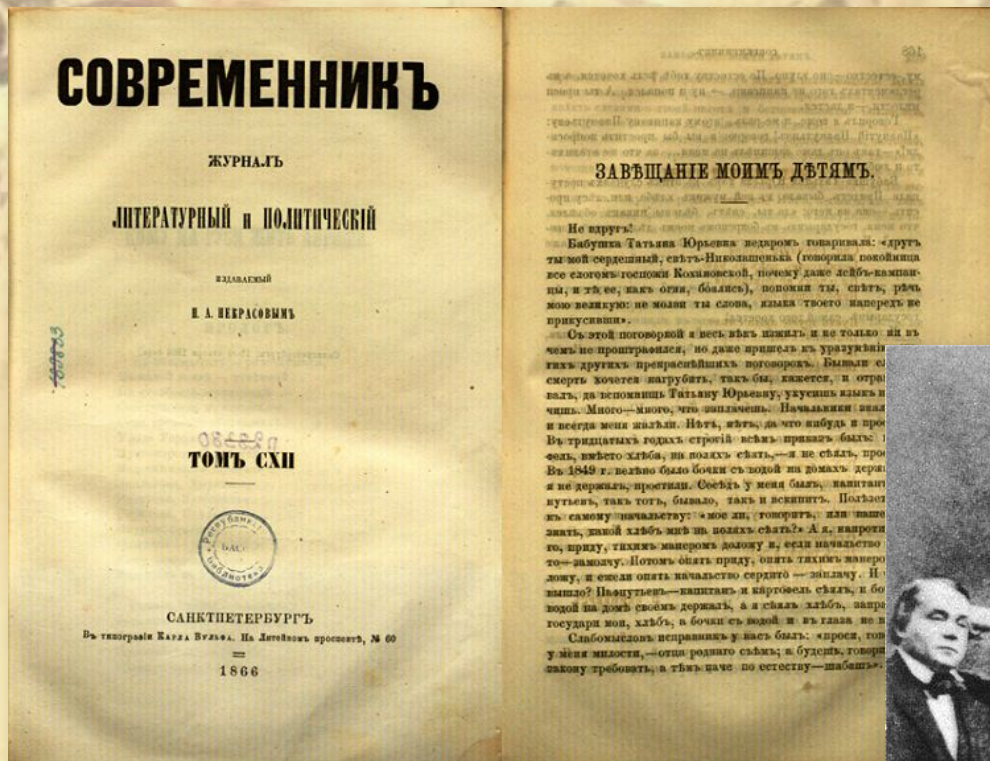 СОВРЕМЕННИКЪ
ЖУРНАЛЪ
ЛИТЕРАТУРНЫЙ и ПОЛИТИЧЕСКІЙ
ИЗДАВАЕМЫЙ
Н. А. НЕКРАСОВЫМЪ
ТОМЪ CXII
САНКТПЕТЕРБУРГЪ
Въ типографіи КАРЛА ВУЛЬФА. На Литейномъ проспектѣ, № 60
1866
ЗАВѢЩАНІЕ МОИМЪ ДѢТЯМЪ.
Не вдругъ!
Бабушка Татьяна Юрьевна недаромъ говаривала: «другъ
ты мой сердешный, свѣтъ-Николашенька (говорила покойница
все слогомъ госпожи Кохановской, почему даже лейбъ-кампан-
цы, и тѣ ее, какъ огня, боялись), попомни ты, свѣтъ, рѣчь
мою великую: не молви ты слова, языка твоего напередъ не
прикусивши».
Съ этой поговоркой я весь вѣкъ изжилъ и не только ни въ
чемъ не проштрафился, но даже пришелъ къ уразумѣнію
гихъ другихъ прекраснѣйшихъ поговорокъ. Бывали
смерть хочется нагрубить, такъ бы, кажется, и
валъ, да вспомнишь Татьяну Юрьевну, укусишь языкъ
чишь. Много—много, что заплачешь. Начальники
и всегда меня жалѣли. Нѣтъ, нѣтъ, да что нибудь и
Въ тридцатыхъ годахъ строгій всѣмъ приказъ былъ:
фель, вмѣсто хлѣба, на поляхъ сѣять,—я не сѣялъ,
Въ 1849 г. велѣно было бочки съ водой на домахъ
я не держалъ, простили. Сосѣдъ у меня былъ,
нутьевъ, такъ тотъ, бывало, такъ и вскипитъ.
къ самому начальству: «мое ли, говоритъ, или
знать, какой хлѣбъ мнѣ на поляхъ сѣять?» А я,
го, приду, тихимъ манеромъ доложу и, если начальство
то—замолчу. Потомъ опять приду, опять тихимъ
ложу, и ежели опять начальство сердито — заплачу. И
вышло? Пафнутьевъ—капитанъ и картофель сѣялъ, и
водой на домѣ своемъ держалъ, а я сѣялъ хлѣбъ,
государи мои, хлѣбъ, а бочки съ водой и въ глаза не
Слабомысловъ исправникъ у насъ былъ: «проси,
у меня милости,—отца роднаго съѣмъ; а будешь,
закону требовать, а тѣмъ паче по естеству—шабашъ».